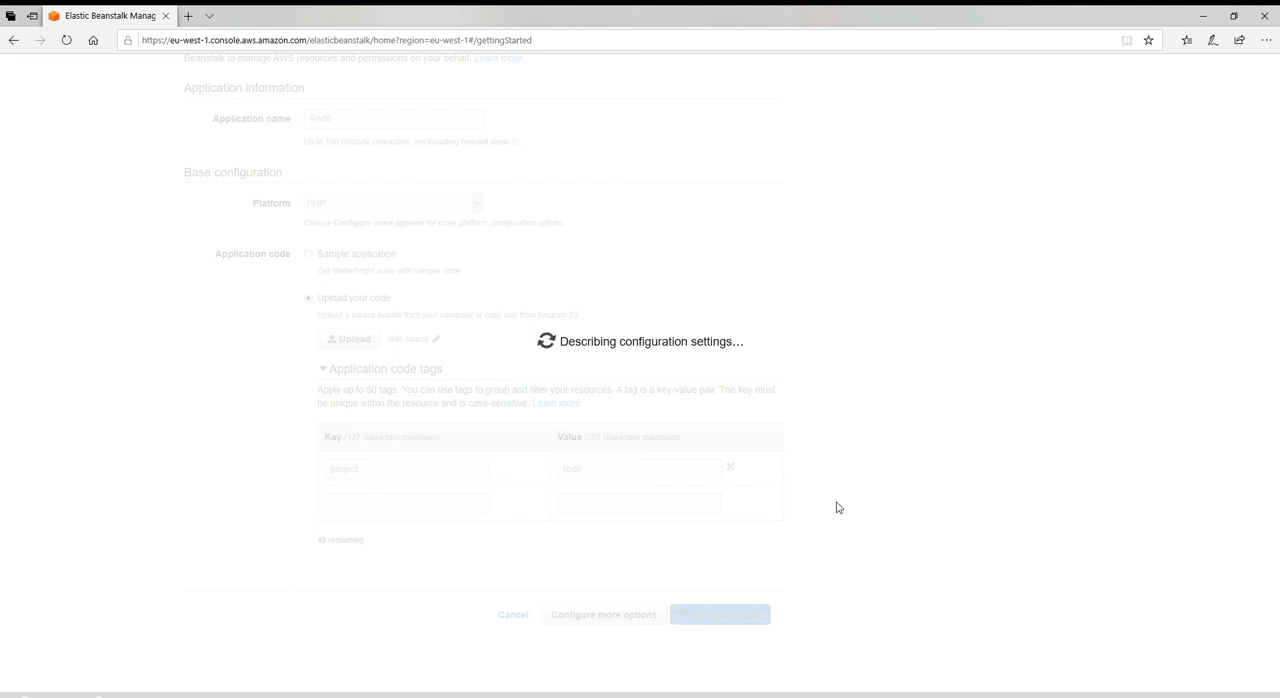 Elastic Beanstalk Manag
https://eu-west-1.console.aws.amazon.com/elasticbeanstalk/home?region=eu-west-1#/gettingStarted
Beanstalk to manage AWS resources and permissions on your behalf. Learn more
Application information
Application name Redit
Up to 100 Unicode characters, not including forward slash (/).
Base configuration
Platform PHP
Choose Configure more options for more platform configuration options.
Application code Sample application
Get started right away with sample code.
Upload your code
Upload a source bundle from your computer or copy one from Amazon S3.
Upload redit-source
Describing configuration settings...
Application code tags
Apply up to 50 tags. You can use tags to group and filter your resources. A tag is a key-value pair. The key must
be unique within the resource and is case-sensitive. Learn more
Key (127 characters maximum) Value (255 characters maximum)
project redit
49 remaining
Cancel Configure more options